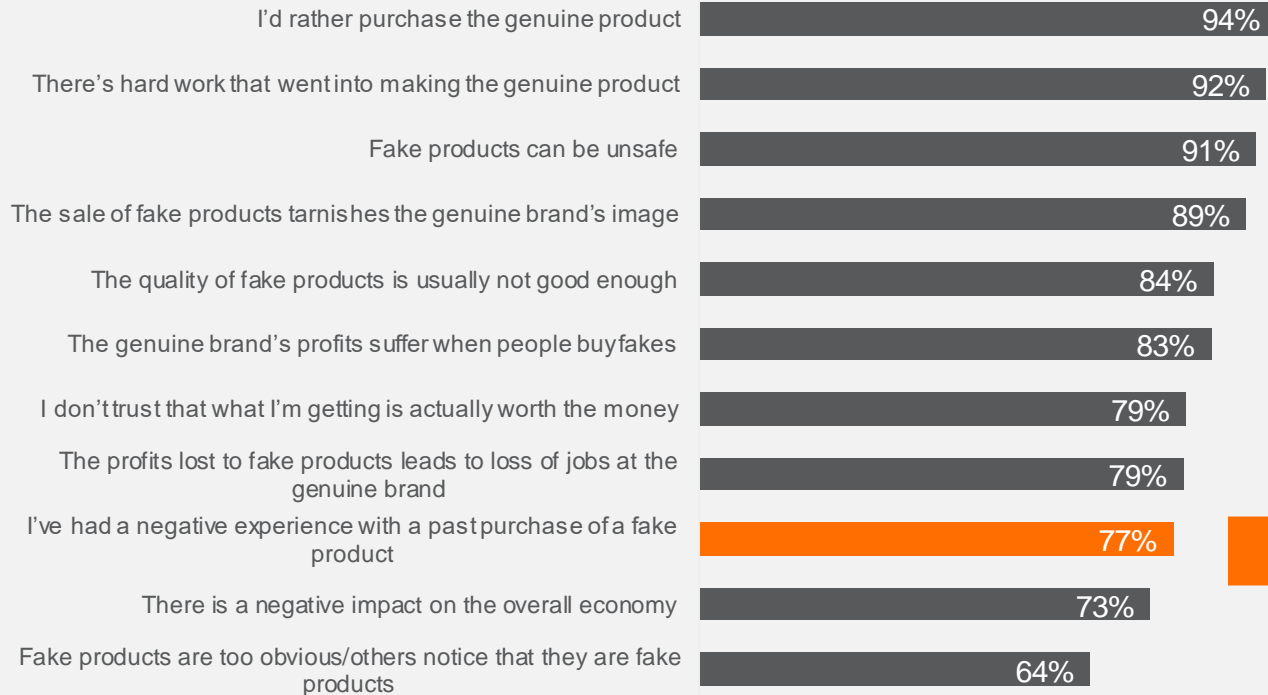 I’d rather purchase the genuine product
94%
There’s hard work that went into making the genuine product
92%
Fake products can be unsafe
91%
The sale of fake products tarnishes the genuine brand’s image
89%
The quality of fake products is usually not good enough
84%
The genuine brand’s profits suffer when people buy fakes
83%
I don’t trust that what I’m getting is actually worth the money
79%
The profits lost to fake products leads to loss of jobs at the
genuine brand
79%
I’ve had a negative experience with a past purchase of a fake
product
77%
There is a negative impact on the overall economy
73%
Fake products are too obvious/others notice that they are fake
products
64%